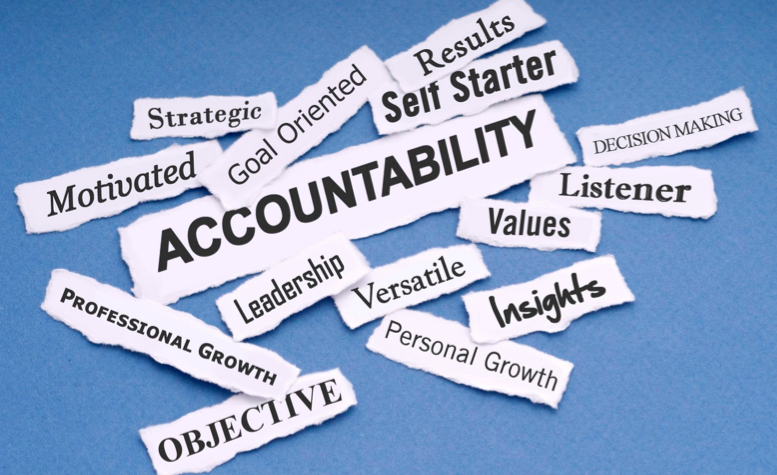 Results
Self Starter
Strategic
Goal Oriented
DECISION MAKING
Motivated
ACCOUNTABILITY
Listener
Values
Leadership
Versatile
Insights
PROFESSIONAL GROWTH
Personal Growth
OBJECTIVE